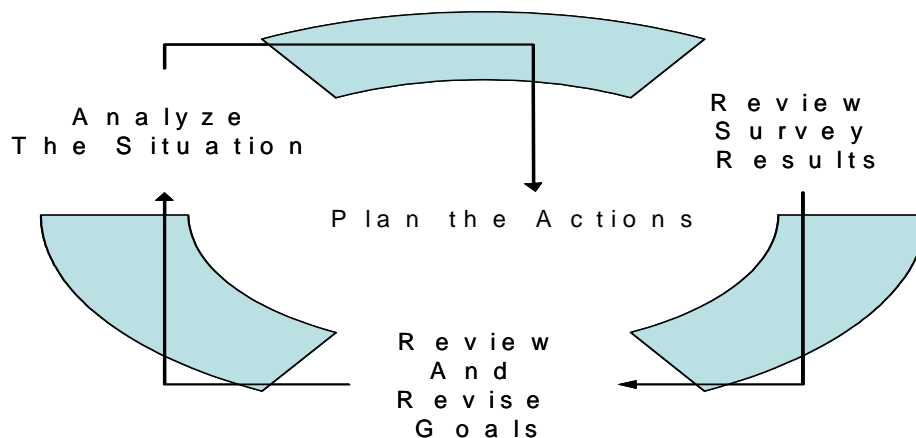 Analyze
The Situation
Review
Survey
Results
Plan the Actions
Review
And
Revise
Goals